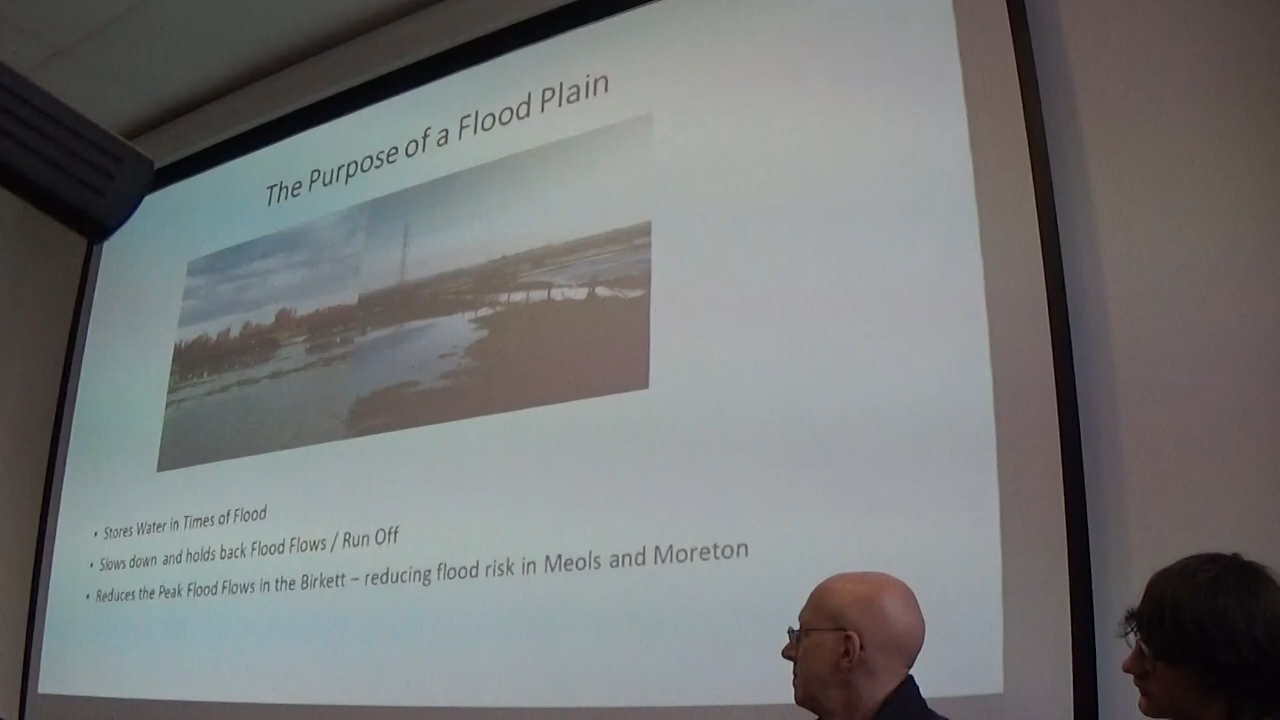 The Purpose of a Flood Plain
• Stores Water in Times of Flood
• Slows down and holds back Flood Flows / Run Off
• Reduces the Peak Flood Flows in the Birkett – reducing flood risk in Meols and Moreton